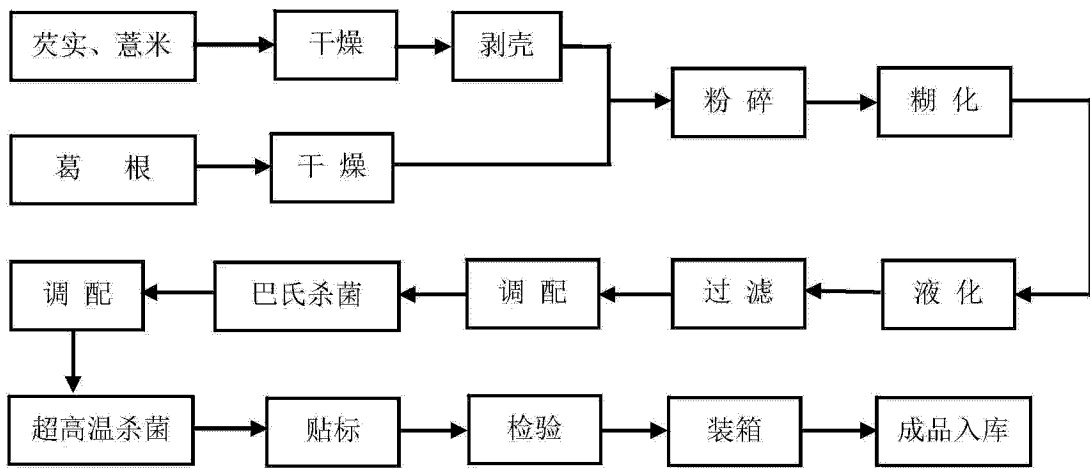 芡实、薏米
干燥
剥壳
粉 碎
糊 化
葛 根
干 燥
调 配
巴氏杀菌
调 配
过 滤
液 化
超高温杀菌
贴标
检验
装箱
成品入库